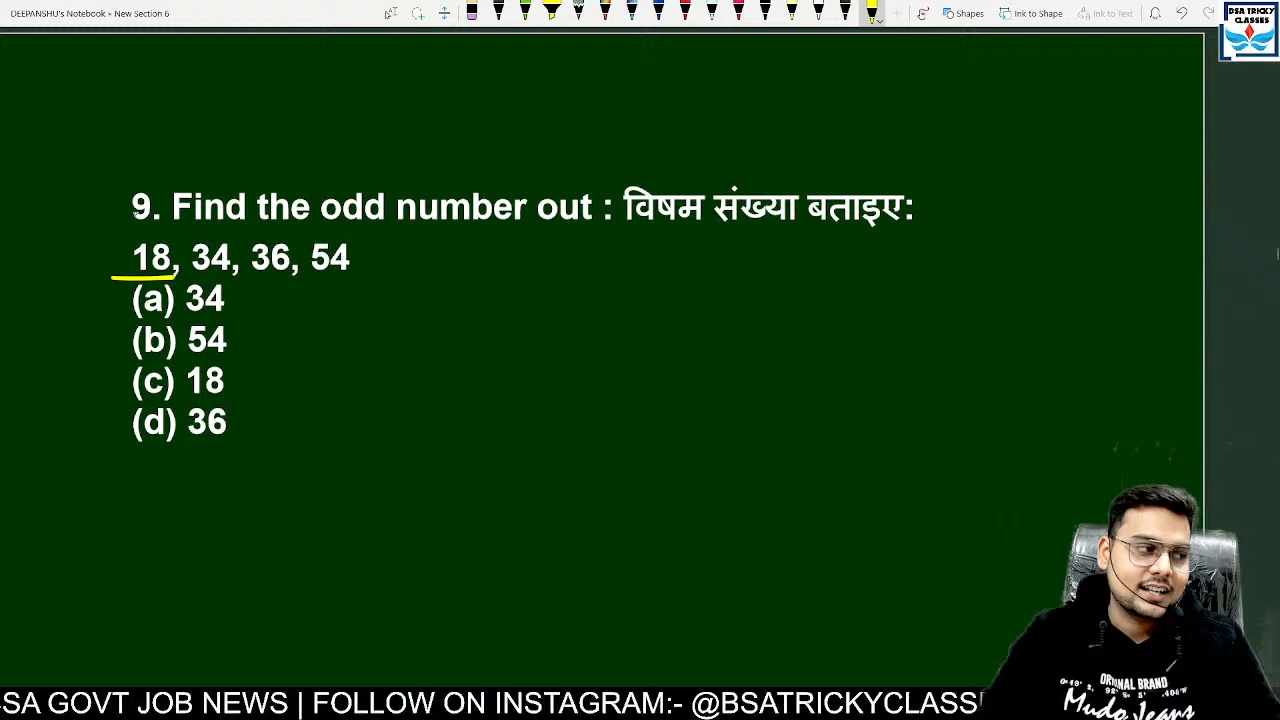 DEEPANSHU's Notebook » New Section 6
Shapes
Ink to Shape
Ink to Text
DSA TRICKY
CLASSES
9. Find the odd number out : विषम संख्या बताइए:
18, 34, 36, 54
(a) 34
(b) 54
(c) 18
(d) 36
ORIGINAL BRAND
Mudo Jeans
-SA GOVT JOB NEWS | FOLLOW ON INSTAGRAM:- @BSATRICKYCLASSE